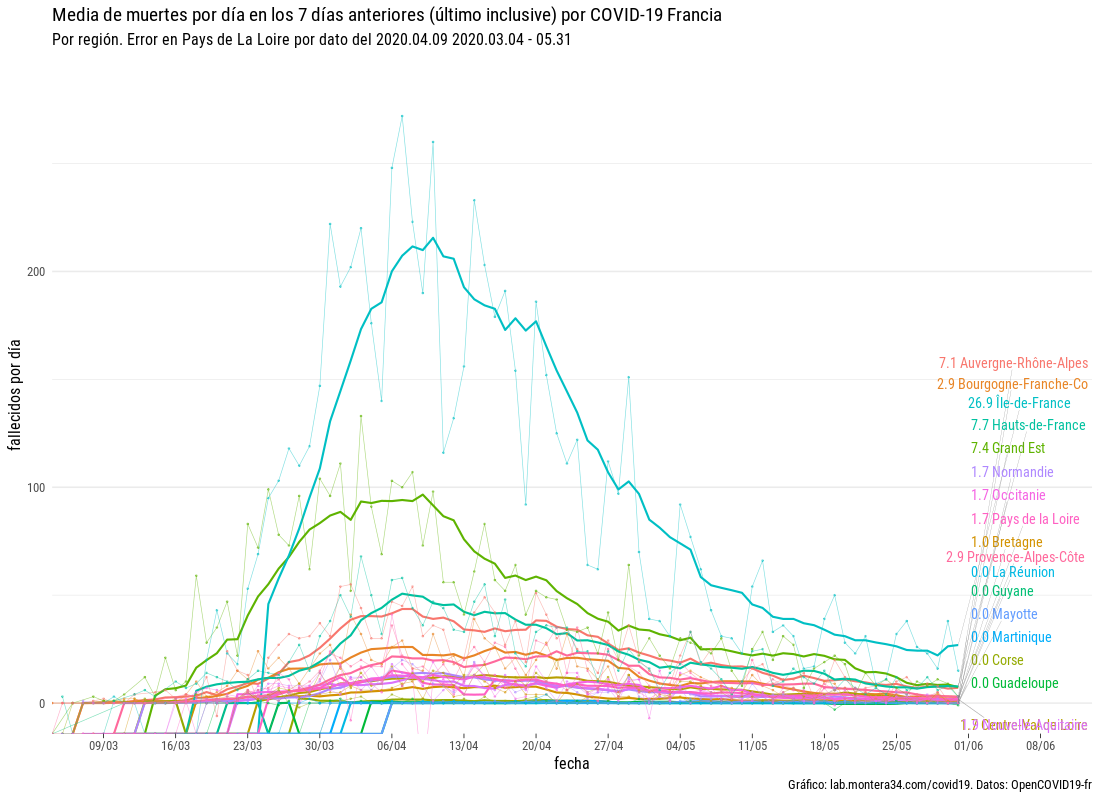 Media de muertes por día en los 7 días anteriores (último inclusive) por COVID-19 Francia
Por región. Error en Pays de La Loire por dato del 2020.04.09 2020.03.04 - 05.31
fallecidos por día
200
100
0
7.1 Auvergne-Rhône-Alpes
2.9 Bourgogne-Franche-Co
26.9 Île-de-France
7.7 Hauts-de-France
7.4 Grand Est
1.7 Normandie
1.7 Occitanie
1.7 Pays de la Loire
1.0 Bretagne
2.9 Provence-Alpes-Côte
0.0 La Réunion
0.0 Guyane
0.0 Mayotte
0.0 Martinique
0.0 Corse
0.0 Guadeloupe
09/03 16/03 23/03 30/03 06/04 13/04 20/04 27/04 04/05 11/05 18/05 25/05 01/06 08/06
fecha
Gráfico: lab.montera34.com/covid19. Datos: OpenCOVID19-fr